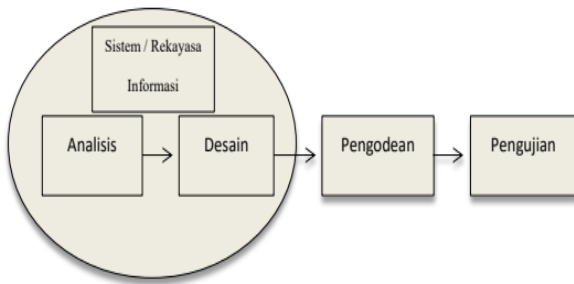 Sistem / Rekayasa
Informasi
Analisis
Desain
Pengodean
Pengujian